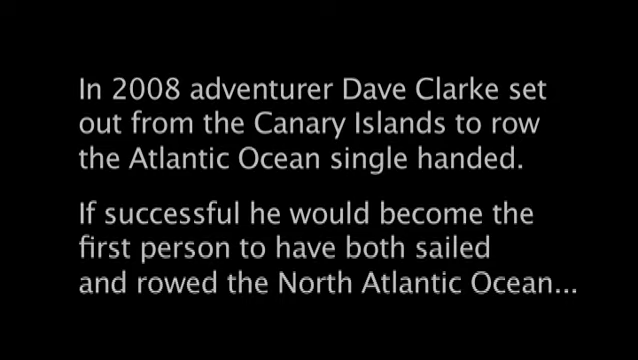 In 2008 adventurer Dave Clarke set
out from the Canary Islands to row
the Atlantic Ocean single handed.
If successful he would become the
first person to have both sailed
and rowed the North Atlantic Ocean...